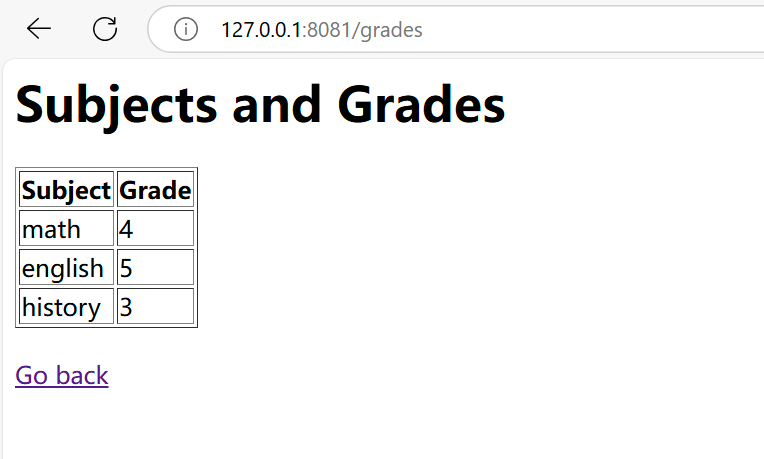 127.0.0.1:8081/grades
Subjects and Grades
Subject Grade
math 4
english 5
history 3
Go back